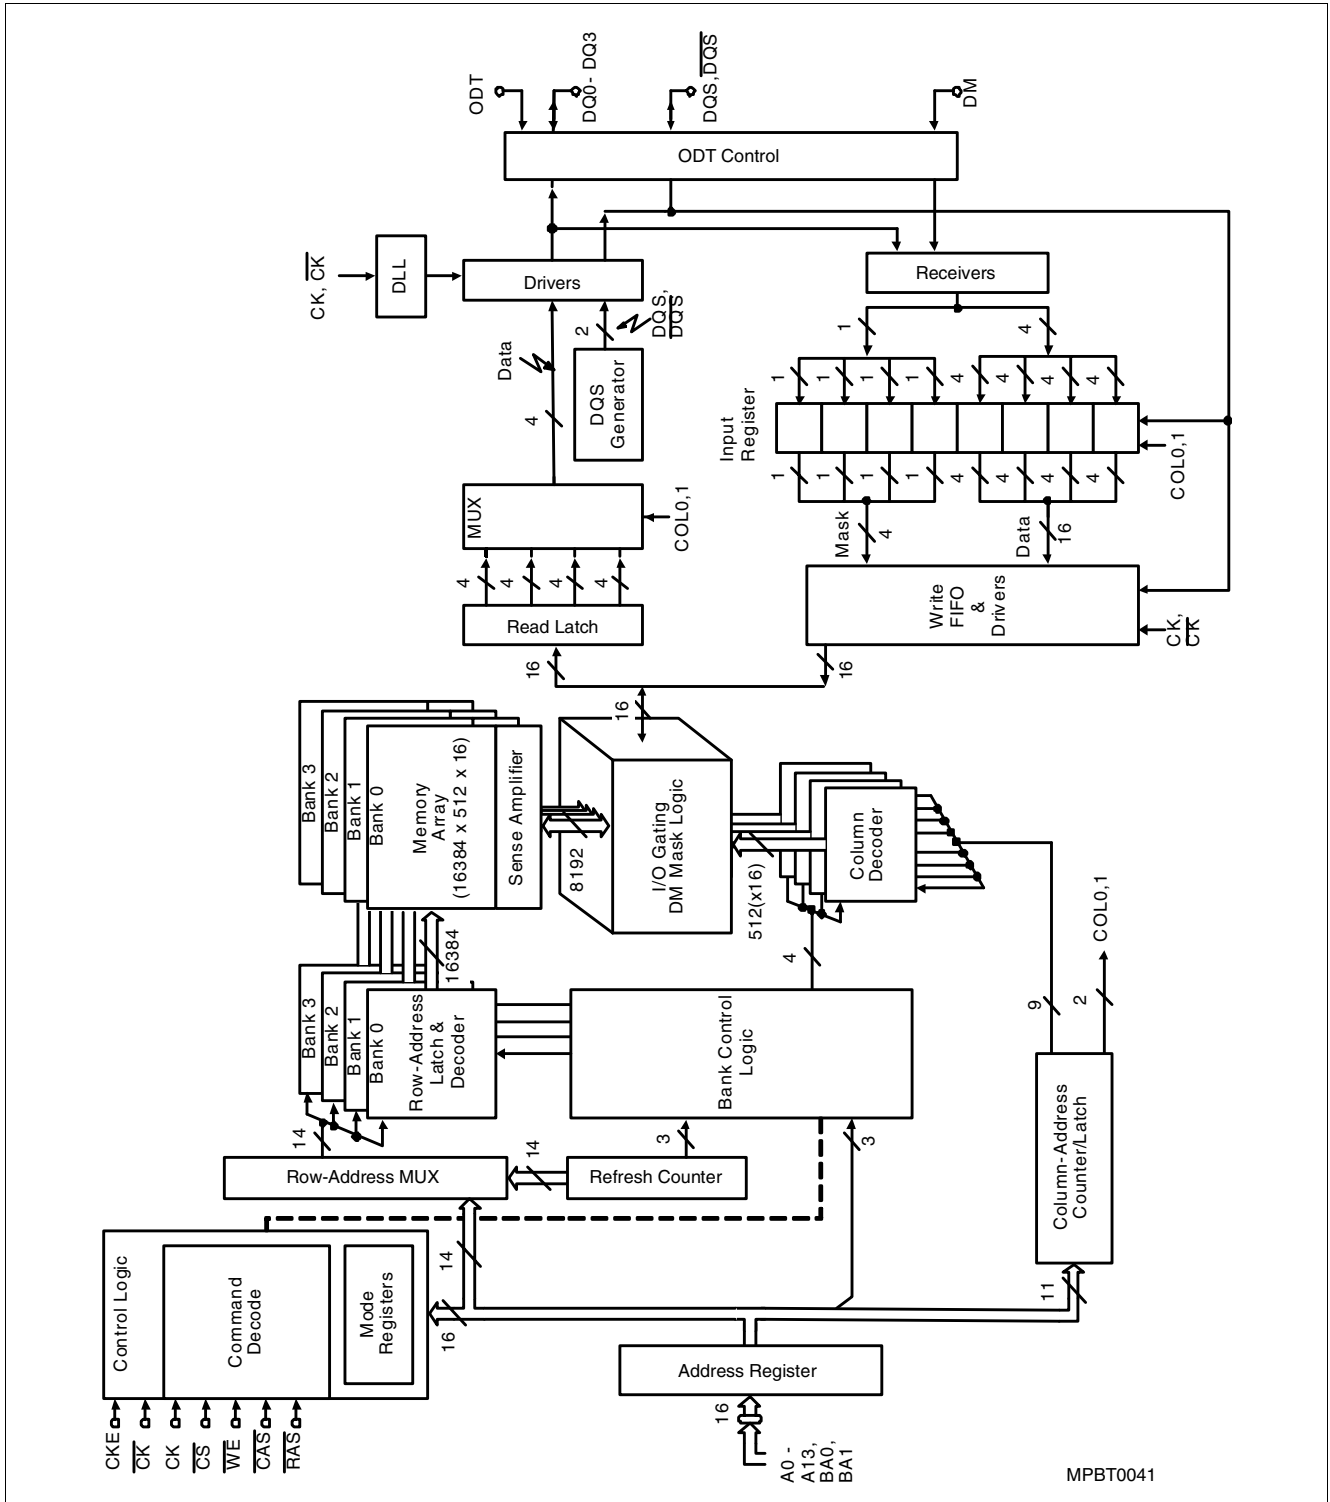 ODT
DQ0- DQ3
DQS,DQS
DM
ODT Control
CK, CK
DLL
Drivers
Receivers
Data
2
DQS,
DQS
4
DQS
Generator
1
4
1
1
1
1
4
4
4
4
Input
Register
COL0,1
1
1
1
1
4
4
4
4
MUX
COL0,1
Mask
4
Data
16
4
4
4
4
Read Latch
Write
FIFO
&
Drivers
CK,
CK
16
16
16
Bank 3
Bank 2
Bank 1
Bank 0
Memory
Array
(16384 x 512 x 16)
Sense Amplifier
8192
I/O Gating
DM Mask Logic
512(x16)
Column
Decoder
16384
4
Bank 3
Bank 2
Bank 1
Bank 0
Row-Address
Latch &
Decoder
Bank Control
Logic
9
2
COL0,1
14
14
3
3
Row-Address MUX
Refresh Counter
Column-Address
Counter/Latch
Control Logic
Command
Decode
Mode
Registers
14
16
11
Address Register
CKE
CK
CK
CS
WE
CAS
RAS
16
A0 -
A13,
BA0,
BA1
MPBT0041